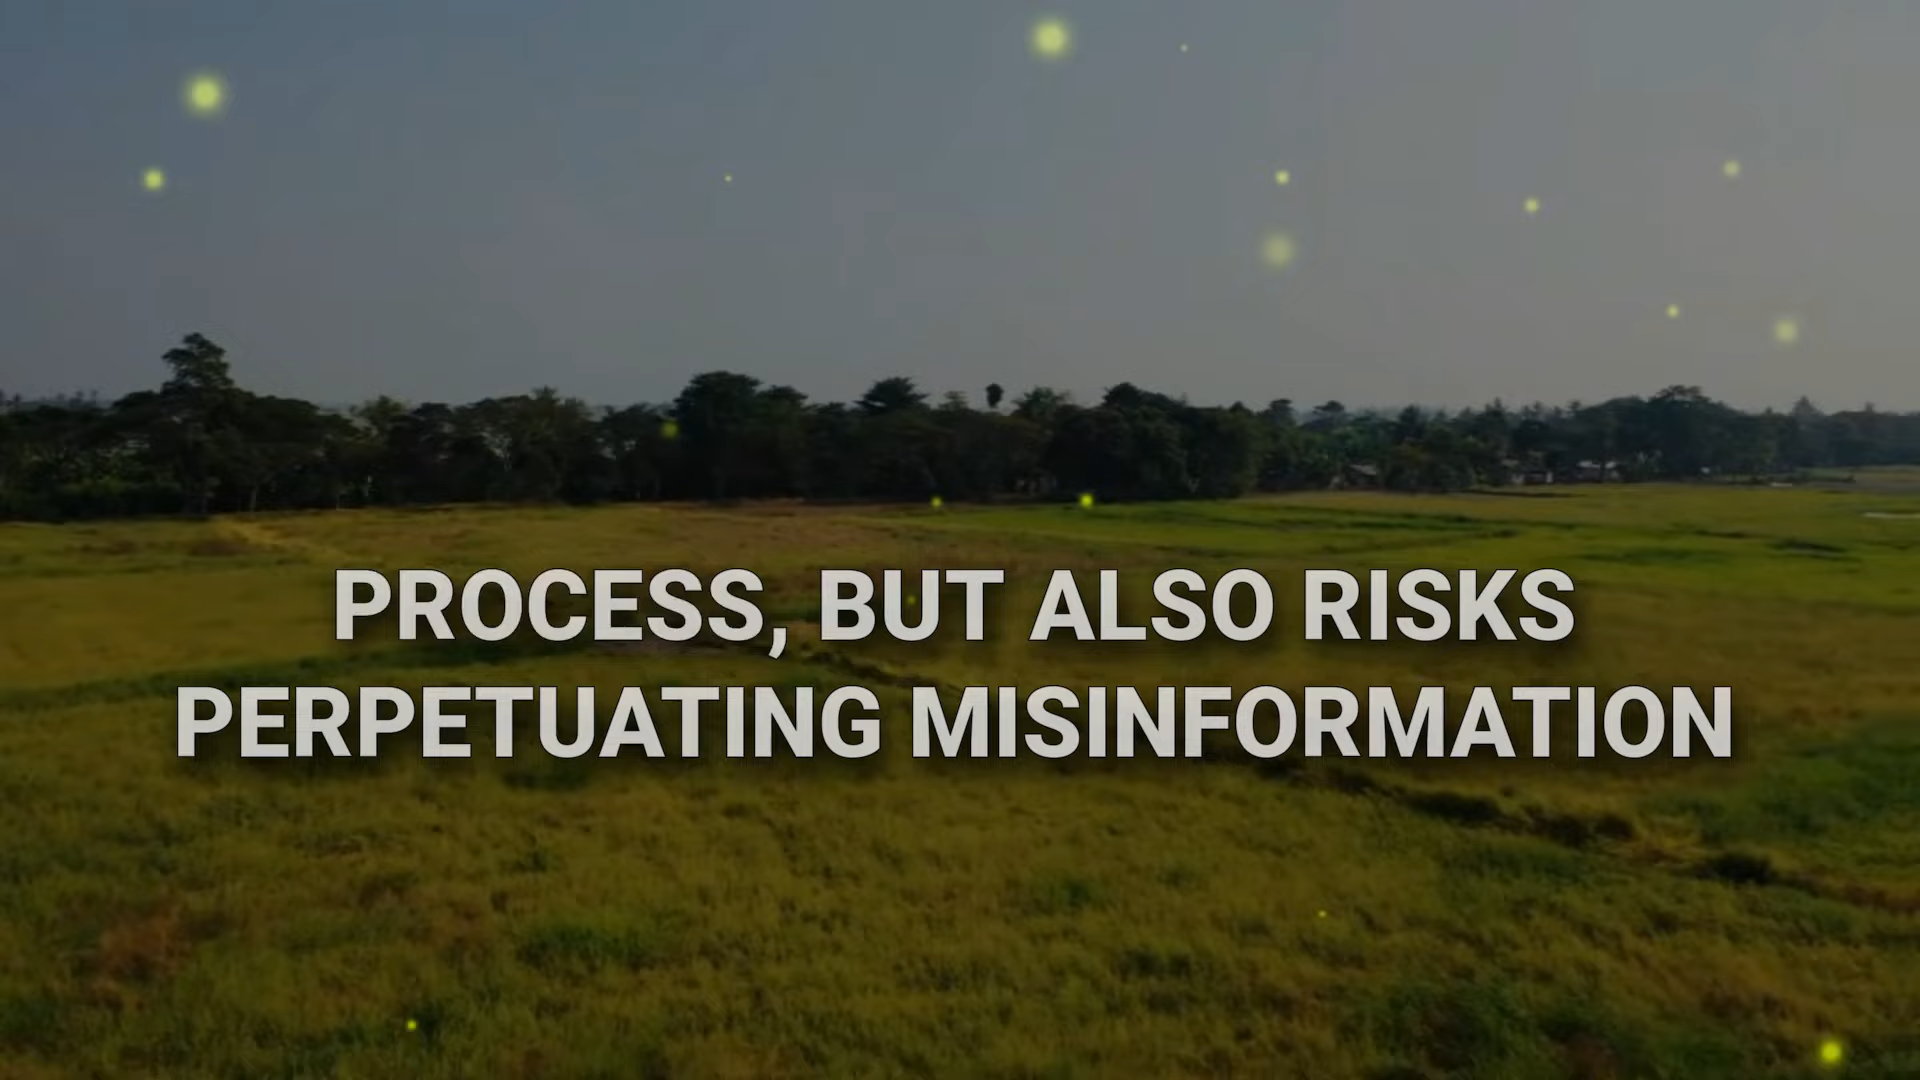 PROCESS, BUT ALSO RISKS
PERPETUATING MISINFORMATION